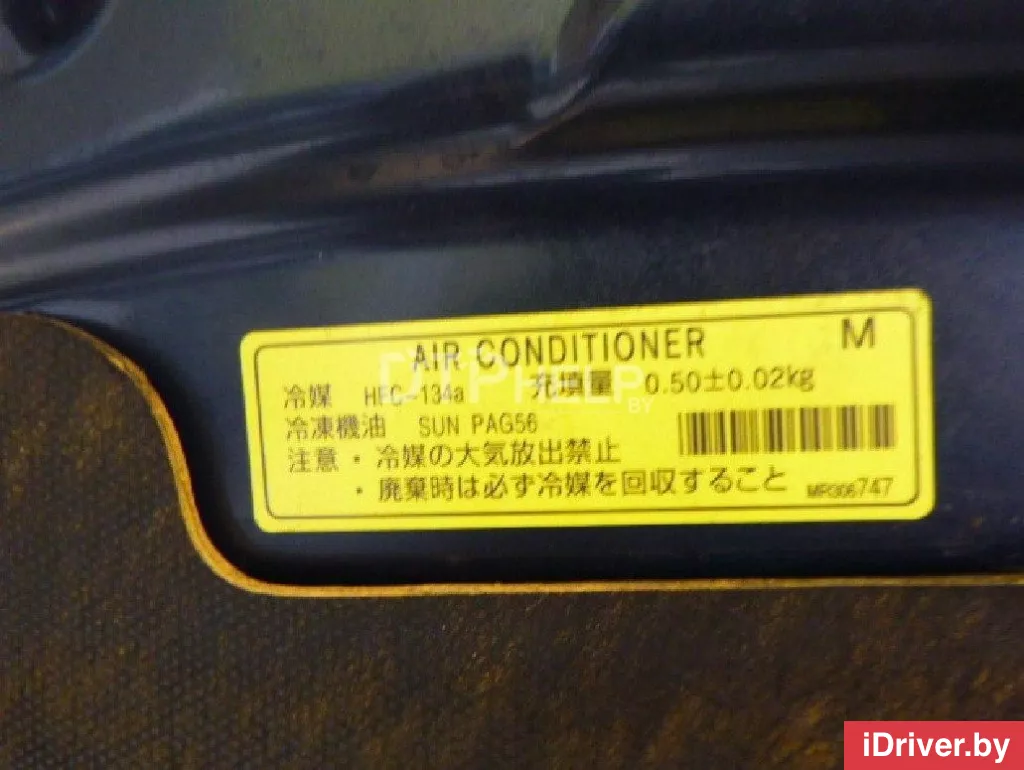 AIR CONDITIONER M
冷媒 HFC-134a 充填量 0.50±0.02kg
冷凍機油 SUN PAG56
注意・冷媒の大気放出禁止
・廃棄時は必ず冷媒を回収すること MR306747
HELP
BY
iDriver.by